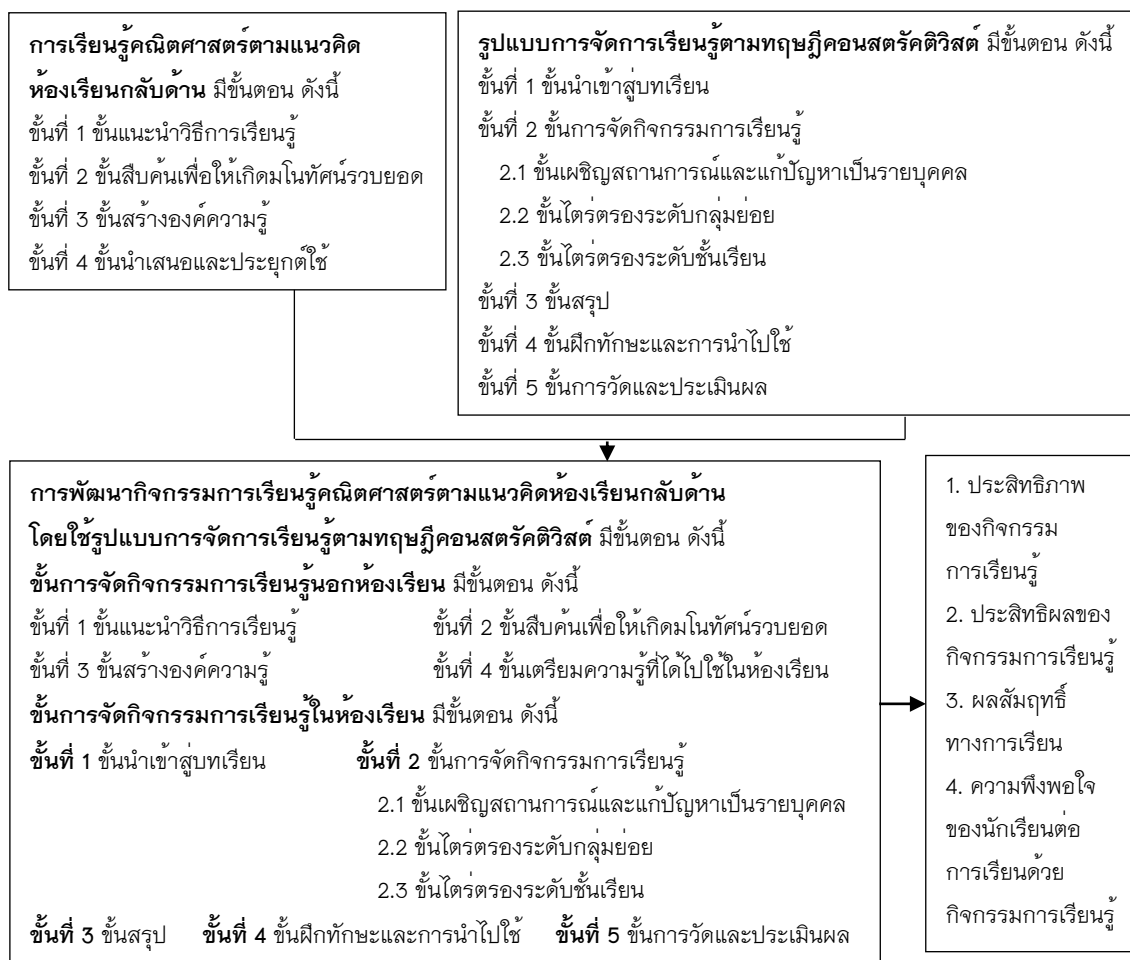 การเรียนรู้คณิตศาสตร์ตามแนวคิด
ห้องเรียนกลับด้าน มีขั้นตอน ดังนี้
ขั้นที่ 1 ขั้นแนะนำวิธีการเรียนรู้
ขั้นที่ 2 ขั้นสืบค้นเพื่อให้เกิดมโนทัศน์รวบยอด
ขั้นที่ 3 ขั้นสร้างองค์ความรู้
ขั้นที่ 4 ขั้นนำเสนอและประยุกต์ใช้
รูปแบบการจัดการเรียนรู้ตามทฤษฎีคอนสตรัคติวิสต์ มีขั้นตอน ดังนี้
ขั้นที่ 1 ขั้นนำเข้าสู่บทเรียน
ขั้นที่ 2 ขั้นการจัดกิจกรรมการเรียนรู้
2.1 ขั้นเผชิญสถานการณ์และแก้ปัญหาเป็นรายบุคคล
2.2 ขั้นไตร่ตรองระดับกลุ่มย่อย
2.3 ขั้นไตร่ตรองระดับชั้นเรียน
ขั้นที่ 3 ขั้นสรุป
ขั้นที่ 4 ขั้นฝึกทักษะและการนำไปใช้
ขั้นที่ 5 ขั้นการวัดและประเมินผล
การพัฒนากิจกรรมการเรียนรู้คณิตศาสตร์ตามแนวคิดห้องเรียนกลับด้าน
โดยใช้รูปแบบการจัดการเรียนรู้ตามทฤษฎีคอนสตรัคติวิสต์ มีขั้นตอน ดังนี้
ขั้นการจัดกิจกรรมการเรียนรู้นอกห้องเรียน มีขั้นตอน ดังนี้
ขั้นที่ 1 ขั้นแนะนำวิธีการเรียนรู้ ขั้นที่ 2 ขั้นสืบค้นเพื่อให้เกิดมโนทัศน์รวบยอด
ขั้นที่ 3 ขั้นสร้างองค์ความรู้ ขั้นที่ 4 ขั้นเตรียมความรู้ที่ได้ไปใช้ในห้องเรียน
ขั้นการจัดกิจกรรมการเรียนรู้ในห้องเรียน มีขั้นตอน ดังนี้
ขั้นที่ 1 ขั้นนำเข้าสู่บทเรียน ขั้นที่ 2 ขั้นการจัดกิจกรรมการเรียนรู้
2.1 ขั้นเผชิญสถานการณ์และแก้ปัญหาเป็นรายบุคคล
2.2 ขั้นไตร่ตรองระดับกลุ่มย่อย
2.3 ขั้นไตร่ตรองระดับชั้นเรียน
ขั้นที่ 3 ขั้นสรุป ขั้นที่ 4 ขั้นฝึกทักษะและการนำไปใช้ ขั้นที่ 5 ขั้นการวัดและประเมินผล
1. ประสิทธิภาพ
ของกิจกรรม
การเรียนรู้
2. ประสิทธิผลของ
กิจกรรมการเรียนรู้
3. ผลสัมฤทธิ์
ทางการเรียน
4. ความพึงพอใจ
ของนักเรียนต่อ
การเรียนด้วย
กิจกรรมการเรียนรู้